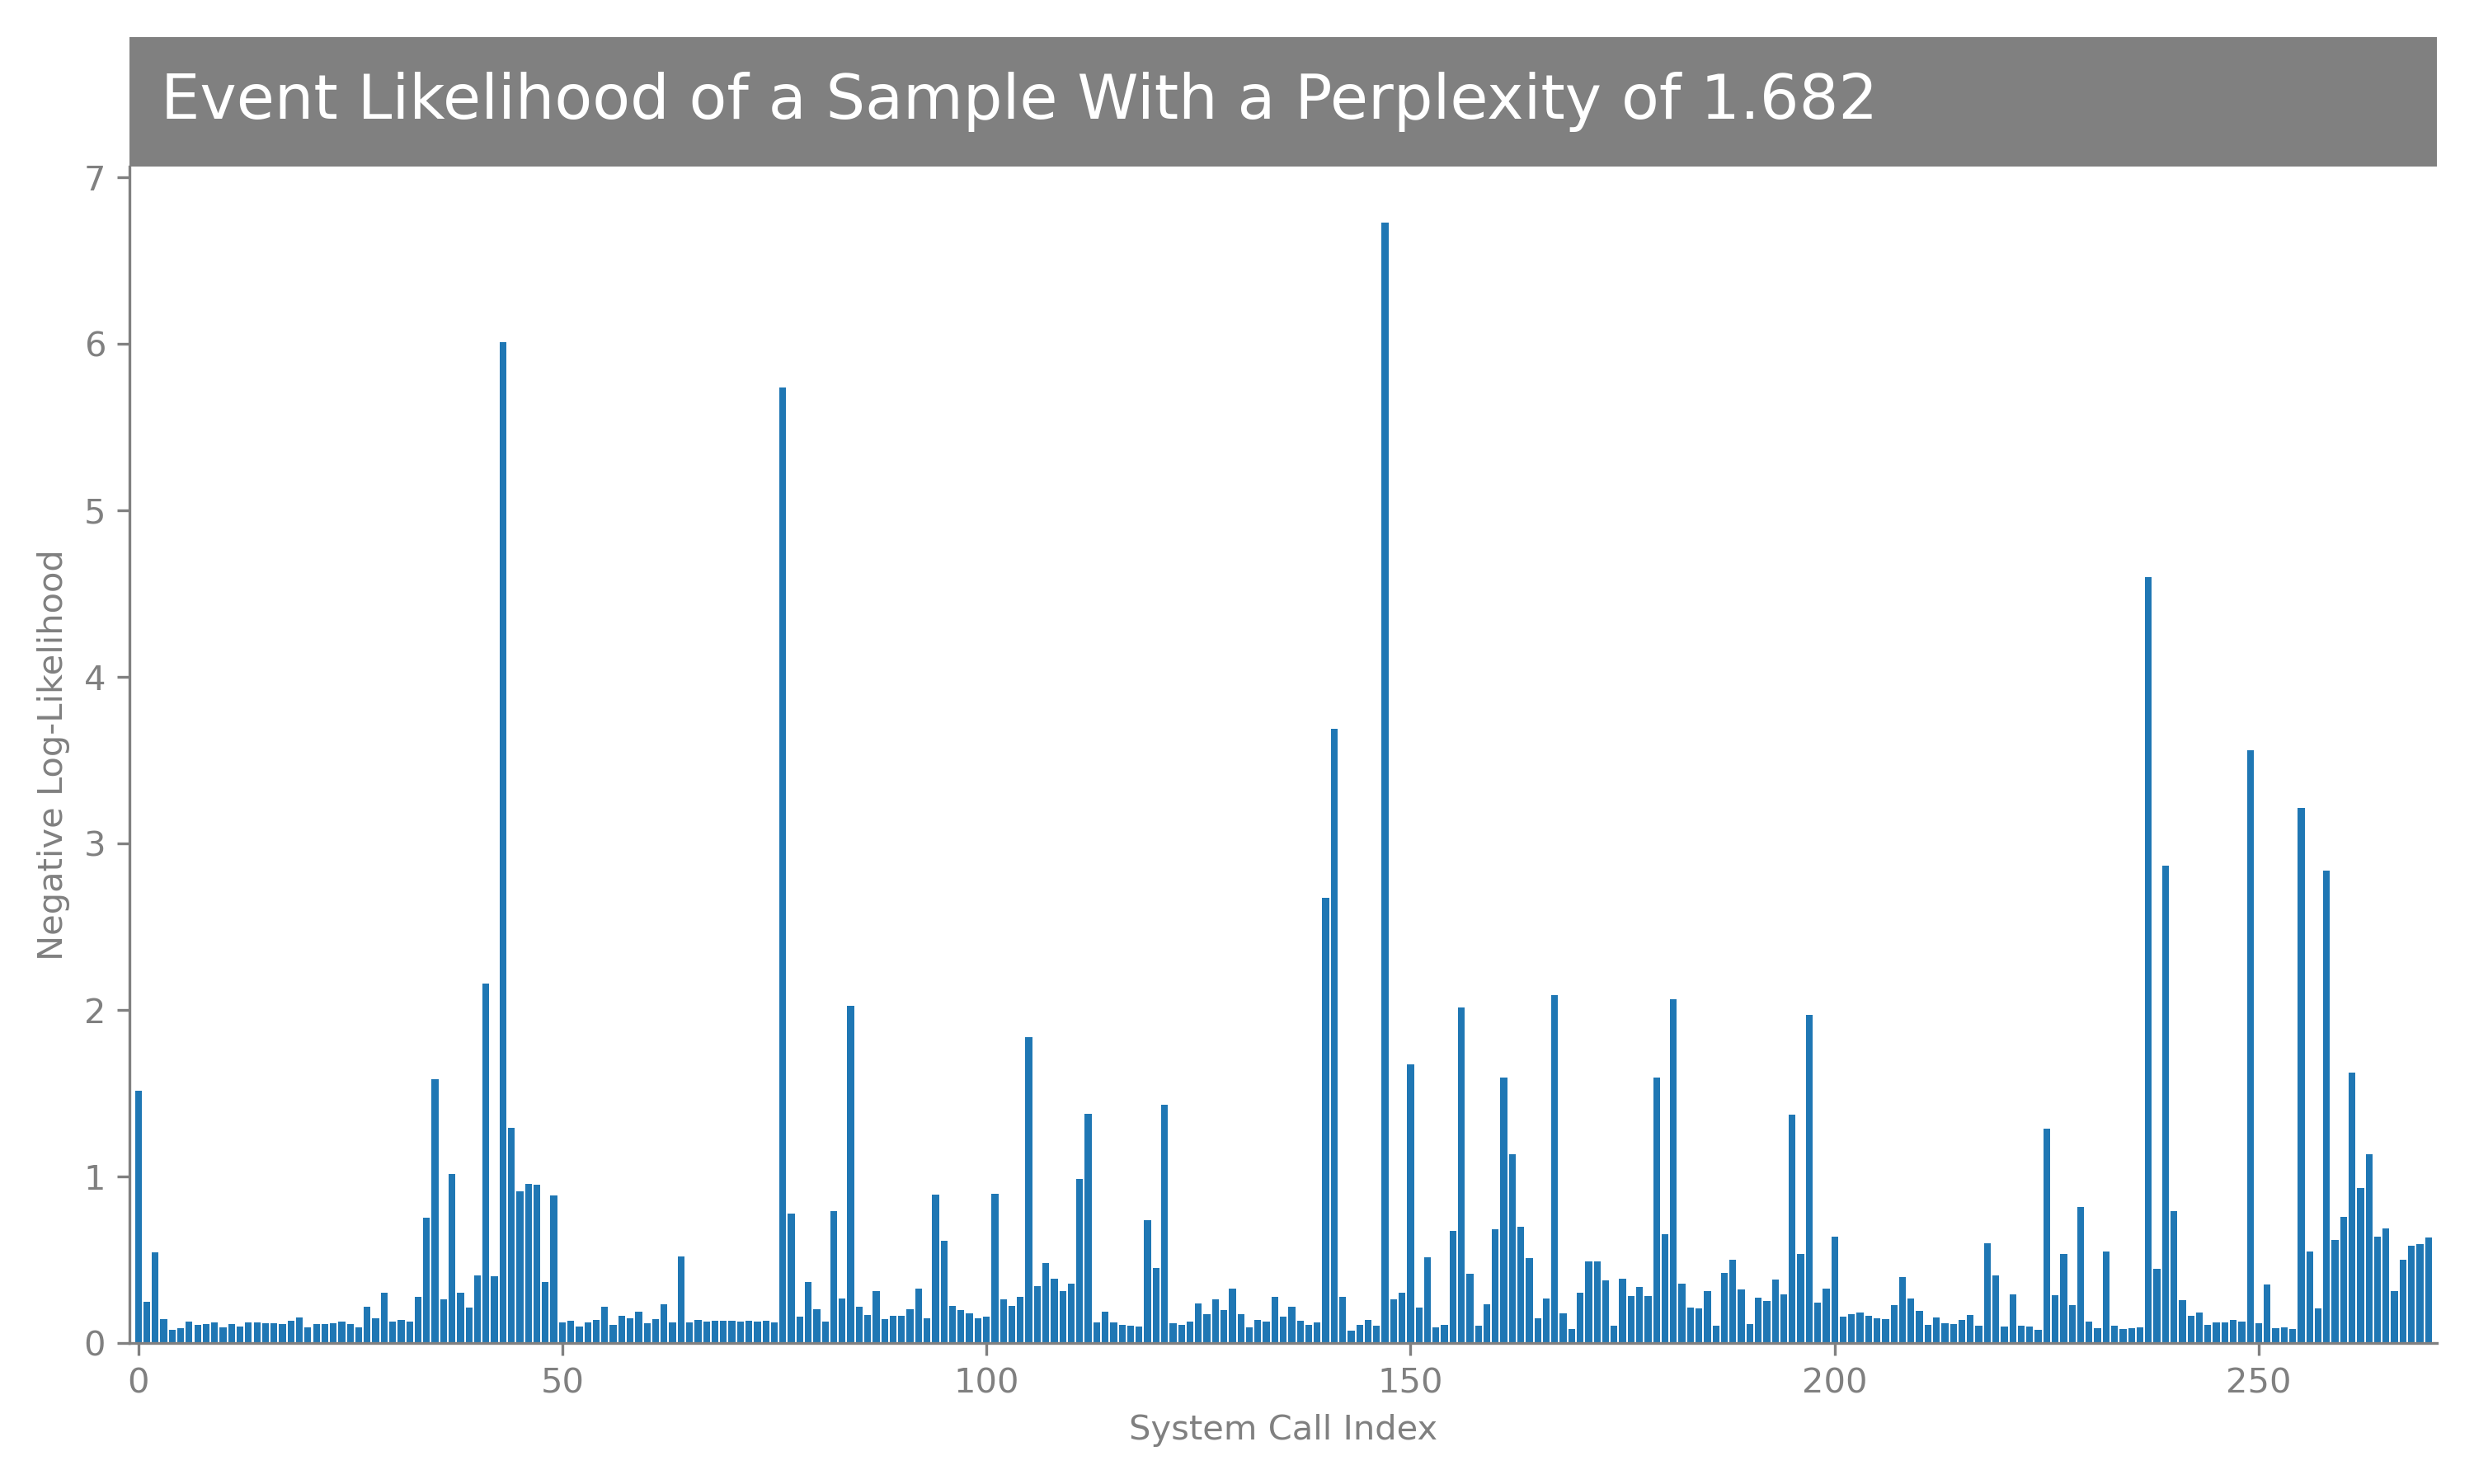 Event Likelihood of a Sample With a Perplexity of 1.682
7
6
5
4
3
2
1
0
Negative Log-Likelihood
0 50 100 150 200 250
System Call Index